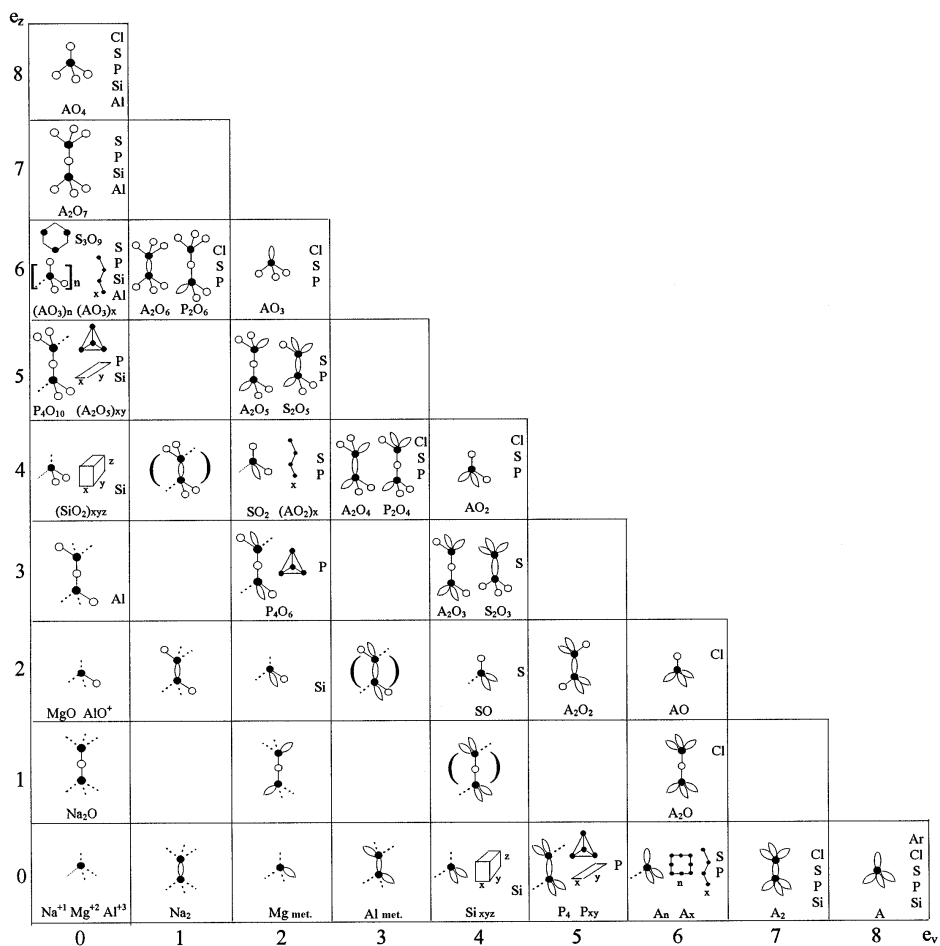 e_z
8
Cl
S
P
Si
Al
AO₄
7
S
P
Si
Al
A₂O₇
6
S₃O₉
S
P
Si
Al
n
x
(AO₃)n (AO₃)x
A₂O₆ P₂O₆
Cl
S
P
AO₃
Cl
S
P
5
x y
P
Si
P₄O₁₀ (A₂O₅)xy
A₂O₅ S₂O₅
S
P
4
z
y
x
Si
(SiO₂)xyz
( )
x
S
P
SO₂ (AO₂)x
Cl
S
P
A₂O₄ P₂O₄
Cl
S
P
AO₂
3
Al
P
P₄O₆
S
A₂O₃ S₂O₃
2
MgO AlO⁺
Si
( )
S
SO
A₂O₂
Cl
AO
1
Na₂O
( )
Cl
A₂O
0
Na⁺¹ Mg⁺² Al⁺³
Na₂
Mg met.
Al met.
z
y
x
Si
Si xyz
x y
P
P₄ Pxy
n
x
S
P
An Ax
Cl
S
P
Si
A₂
Ar
Cl
S
P
Si
A
0 1 2 3 4 5 6 7 8 e_v